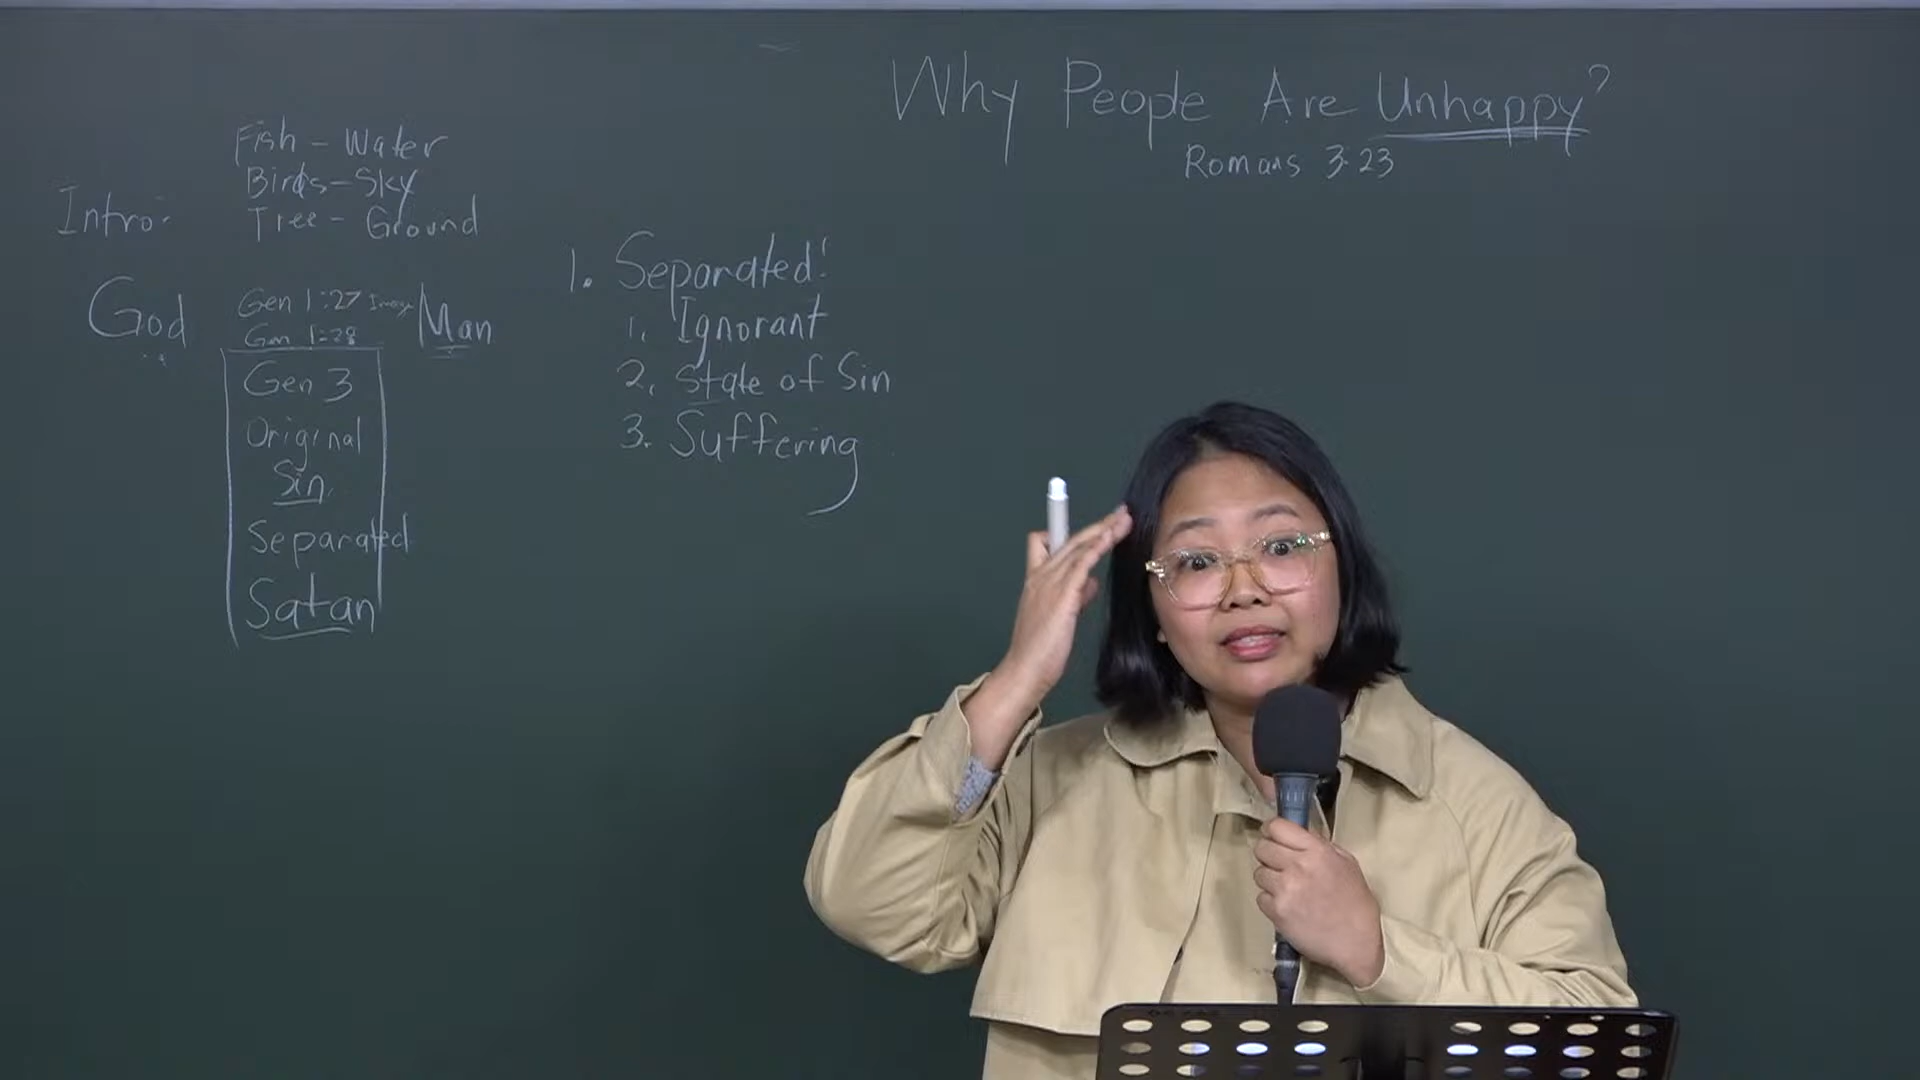 Why People Are Unhappy?
Romans 3:23
Intro:
Fish - Water
Birds - Sky
Tree - Ground
God
Gen 1:27 Image
Gen 1:28
Man
Gen 3
Original
Sin
Separated
Satan
1. Separated!
1. Ignorant
2. State of Sin
3. Suffering